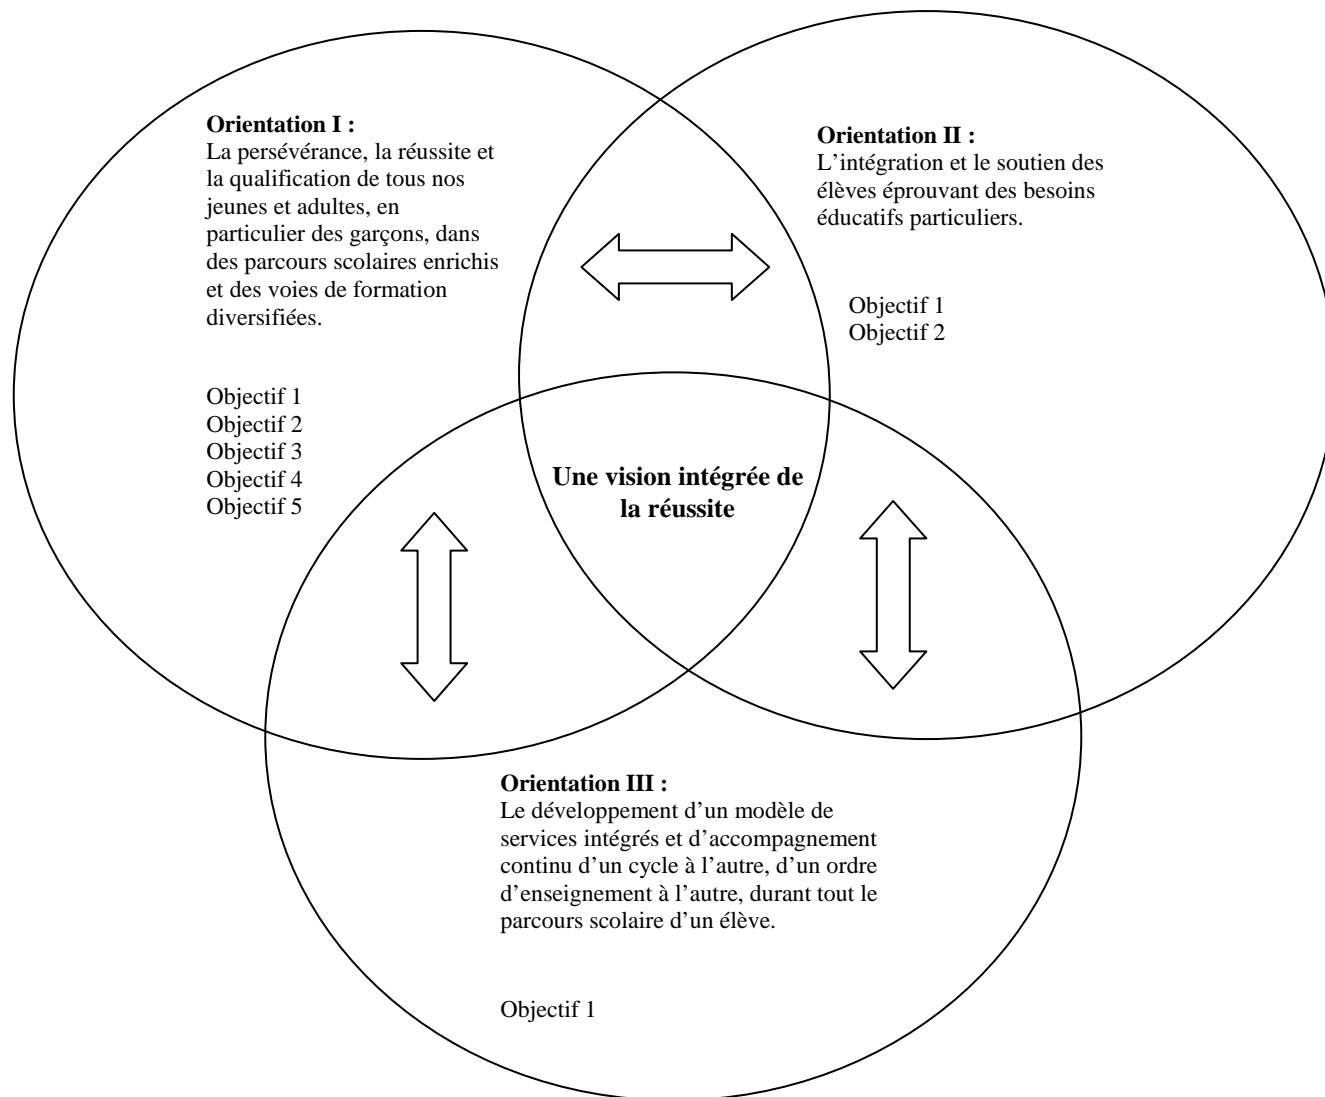 Orientation I :
La persévérance, la réussite et
la qualification de tous nos
jeunes et adultes, en
particulier des garçons, dans
des parcours scolaires enrichis
et des voies de formation
diversifiées.
Objectif 1
Objectif 2
Objectif 3
Objectif 4
Objectif 5
Orientation II :
L’intégration et le soutien des
élèves éprouvant des besoins
éducatifs particuliers.
Objectif 1
Objectif 2
Une vision intégrée de
la réussite
Orientation III :
Le développement d’un modèle de
services intégrés et d’accompagnement
continu d’un cycle à l’autre, d’un ordre
d’enseignement à l’autre, durant tout le
parcours scolaire d’un élève.
Objectif 1